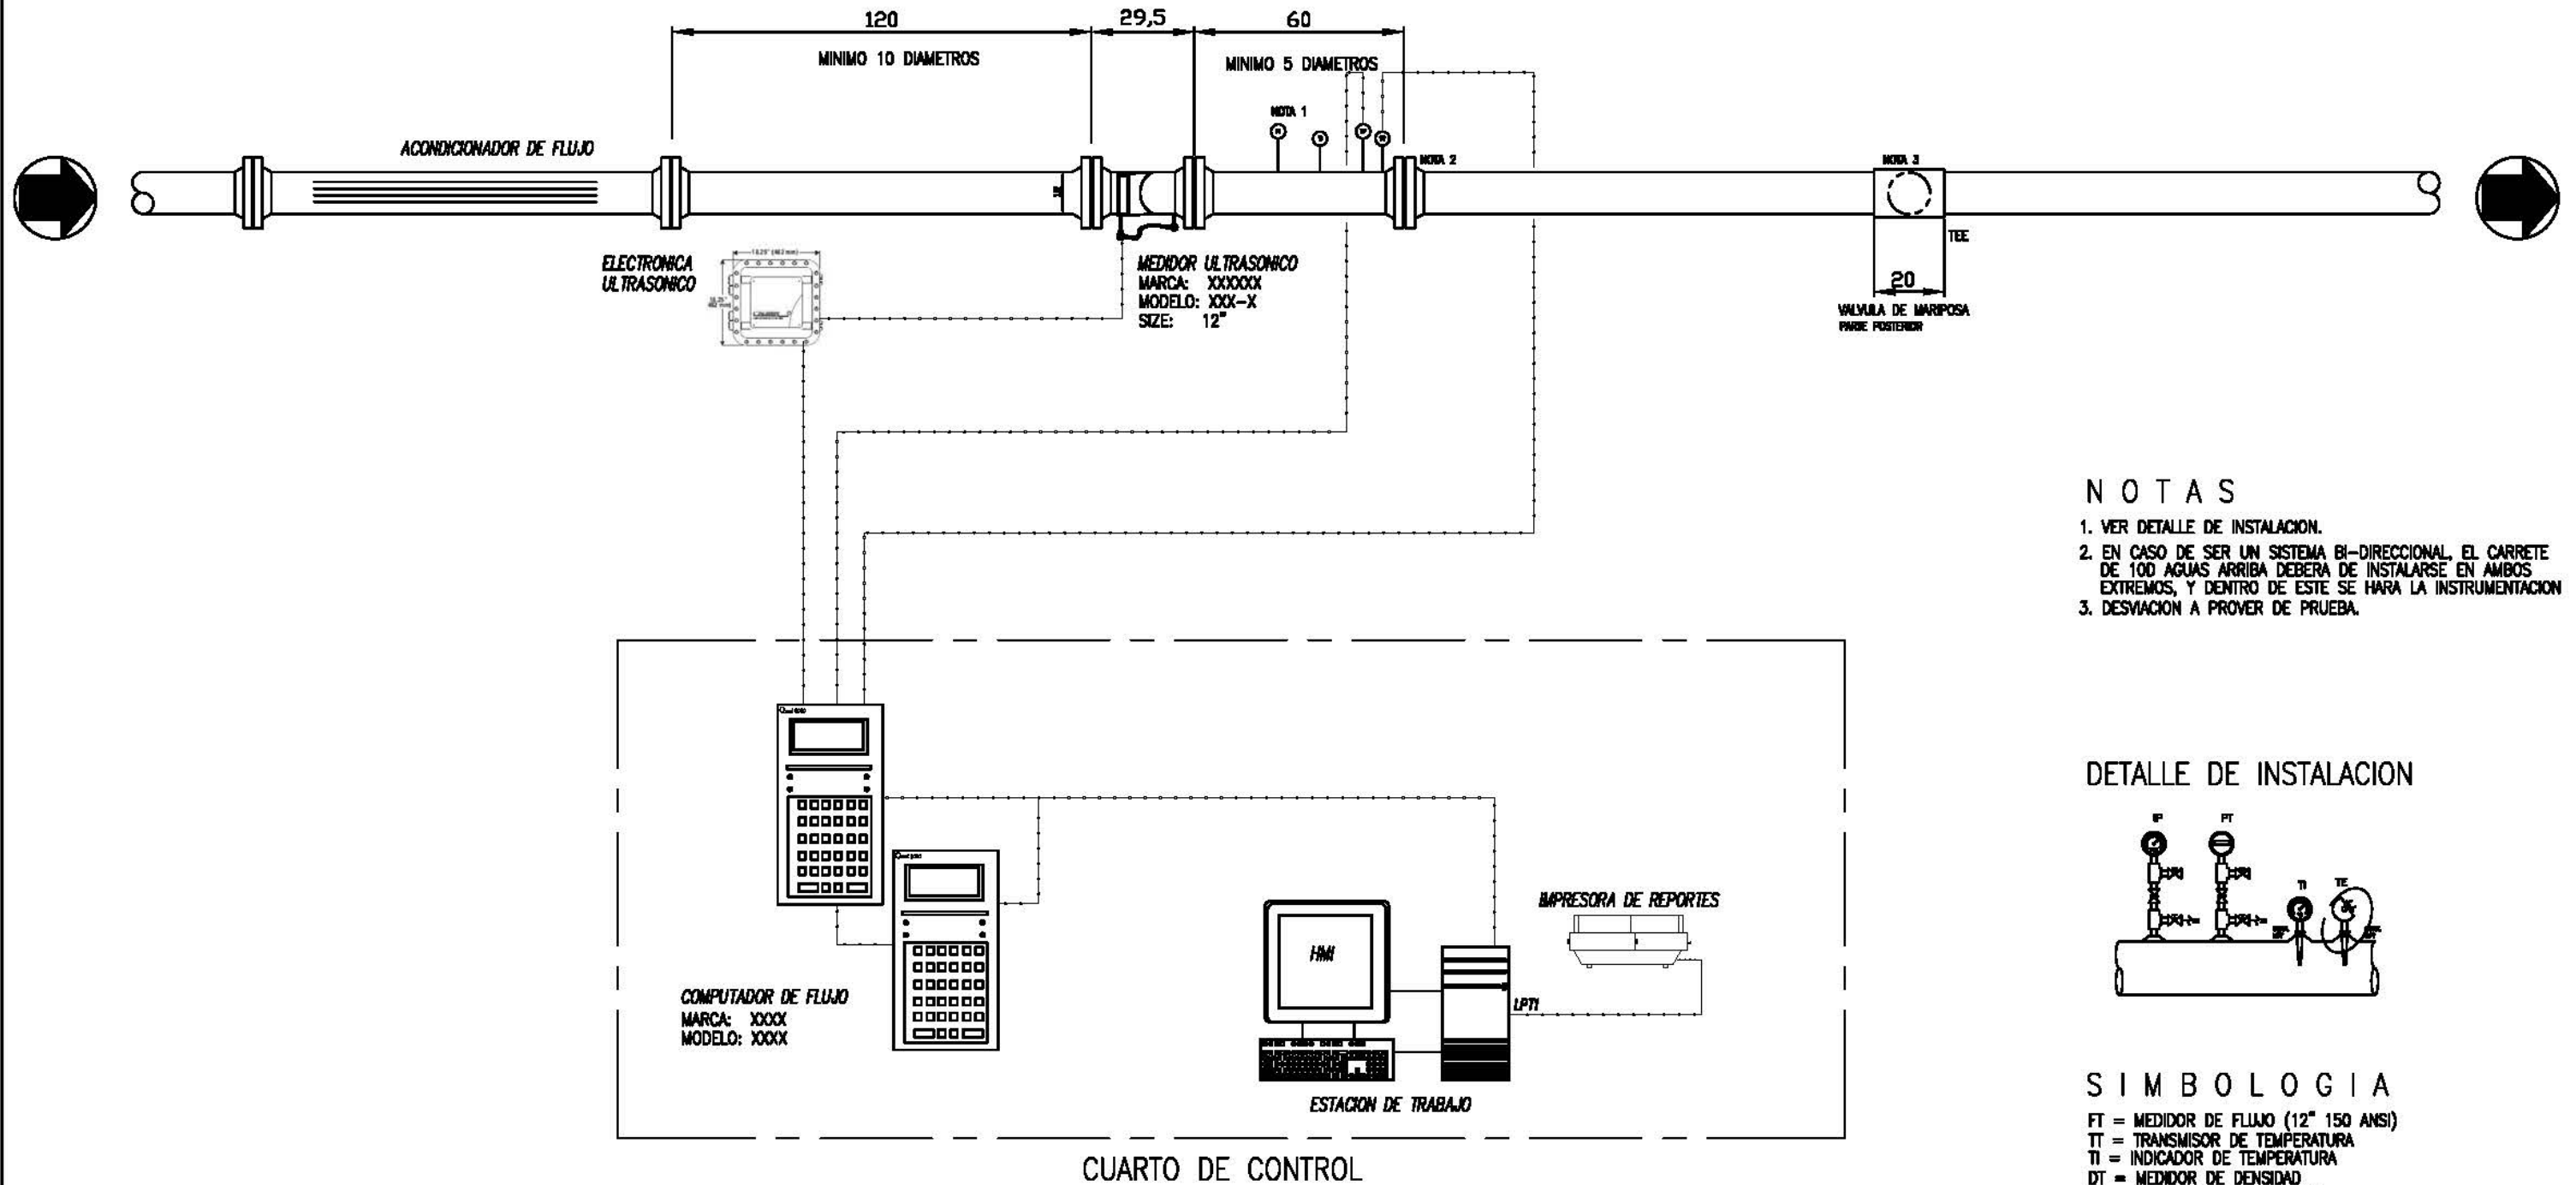 120
29,5
60
MINIMO 10 DIAMETROS
MINIMO 5 DIAMETROS
NOTA 1
ACONDICIONADOR DE FLUJO
NOTA 2
NOTA 3
TEE
20
VALVULA DE MARIPOSA
PARTE POSTERIOR
ELECTRONICA
ULTRASONICO
18.25" (462 mm)
MEDIDOR ULTRASONICO
MARCA: XXXXXX
MODELO: XXX-X
SIZE: 12"
N O T A S
1. VER DETALLE DE INSTALACION.
2. EN CASO DE SER UN SISTEMA BI-DIRECCIONAL, EL CARRETE
DE 10D AGUAS ARRIBA DEBERA DE INSTALARSE EN AMBOS
EXTREMOS, Y DENTRO DE ESTE SE HARA LA INSTRUMENTACION
3. DESVIACION A PROVER DE PRUEBA.
DETALLE DE INSTALACION
PT
TI
TE
COMPUTADOR DE FLUJO
MARCA: XXXX
MODELO: XXXX
HMI
IMPRESORA DE REPORTES
LPT1
ESTACION DE TRABAJO
CUARTO DE CONTROL
S I M B O L O G I A
FT = MEDIDOR DE FLUJO (12" 150 ANSI)
TT = TRANSMISOR DE TEMPERATURA
TI = INDICADOR DE TEMPERATURA
DT = MEDIDOR DE DENSIDAD